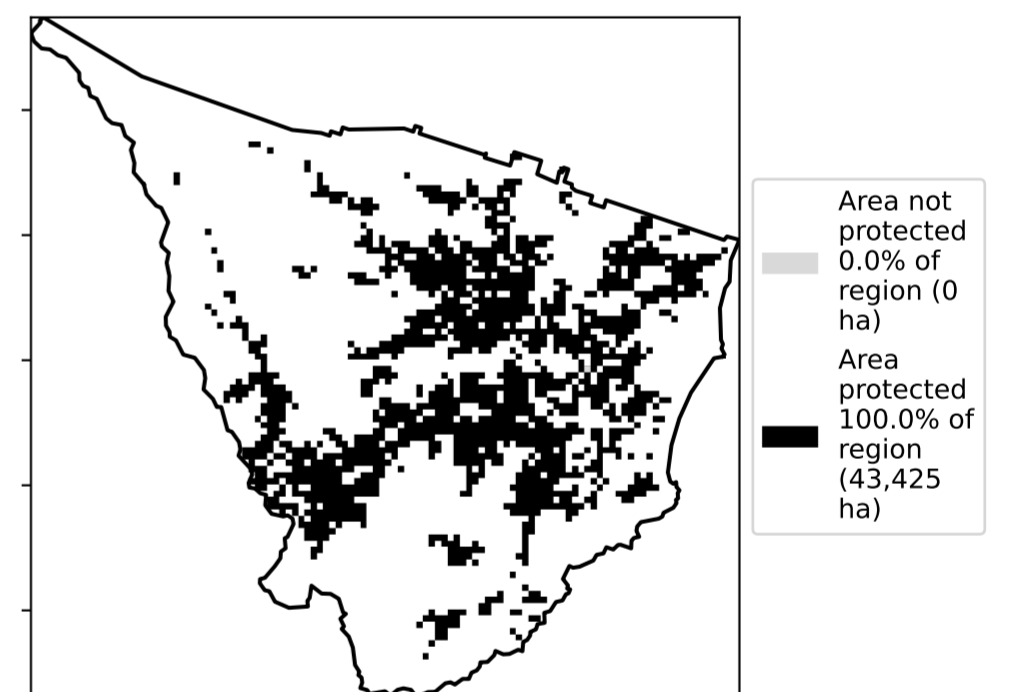 Area not
protected
0.0% of
region (0
ha)
Area
protected
100.0% of
region
(43,425
ha)